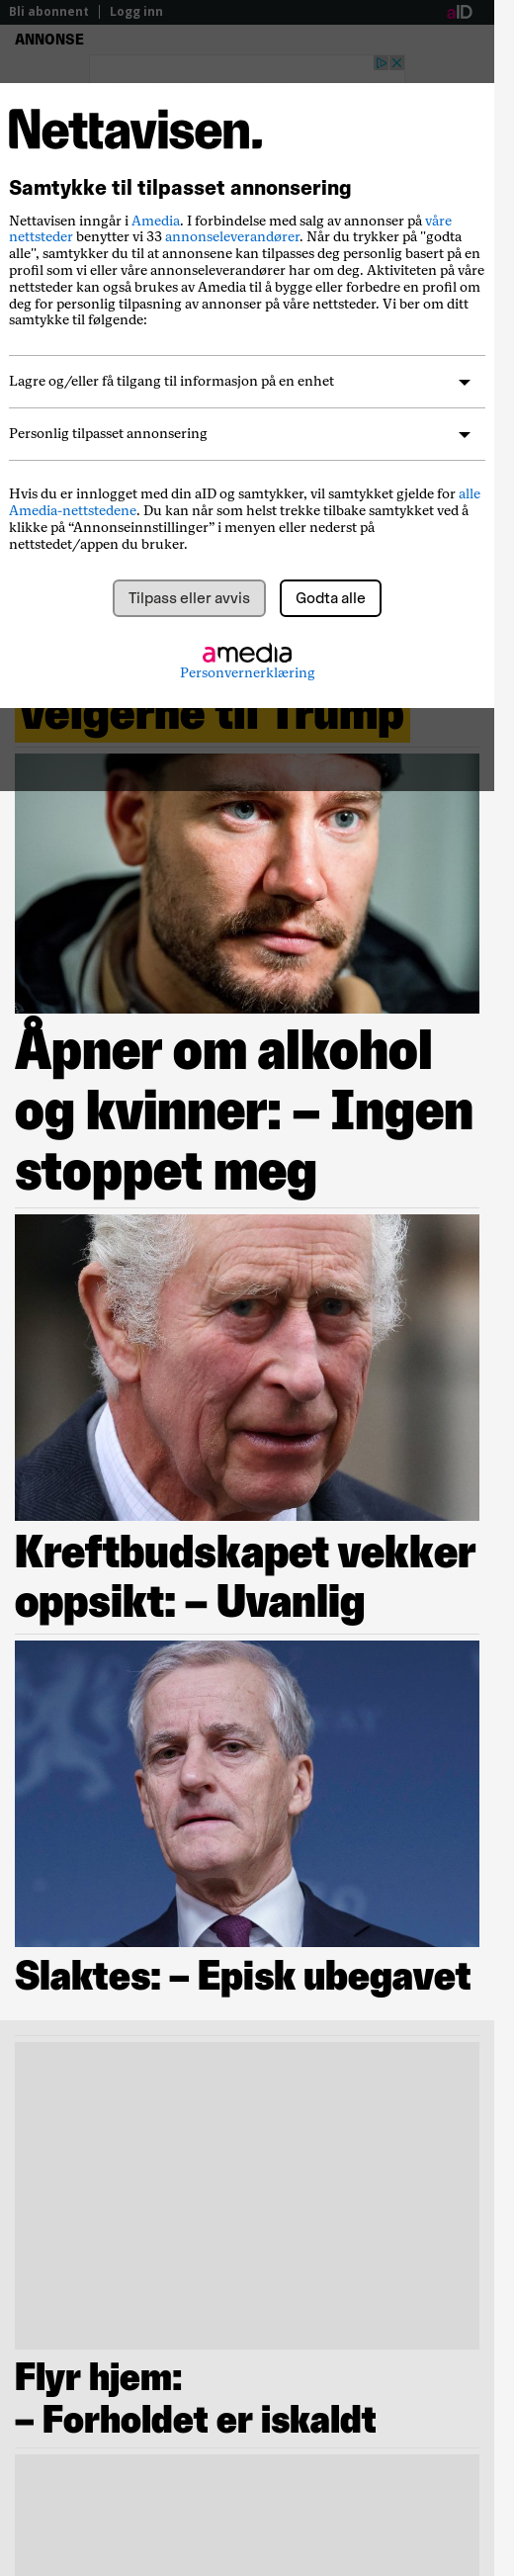 Bli abonnent | Logg inn
aID
ANNONSE
Nettavisen.
Samtykke til tilpasset annonsering
Nettavisen inngår i Amedia. I forbindelse med salg av annonser på våre
nettsteder benytter vi 33 annonseleverandører. Når du trykker på "godta
alle", samtykker du til at annonsene kan tilpasses deg personlig basert på en
profil som vi eller våre annonseleverandører har om deg. Aktiviteten på våre
nettsteder kan også brukes av Amedia til å bygge eller forbedre en profil om
deg for personlig tilpasning av annonser på våre nettsteder. Vi ber om ditt
samtykke til følgende:
Lagre og/eller få tilgang til informasjon på en enhet
Personlig tilpasset annonsering
Hvis du er innlogget med din aID og samtykker, vil samtykket gjelde for alle
Amedia-nettstedene. Du kan når som helst trekke tilbake samtykket ved å
klikke på “Annonseinnstillinger” i menyen eller nederst på
nettstedet/appen du bruker.
Tilpass eller avvis
Godta alle
amedia
Personvernerklæring
velgerne til Trump
Åpner om alkohol
og kvinner: – Ingen
stoppet meg
Kreftbudskapet vekker
oppsikt: – Uvanlig
Slaktes: – Episk ubegavet
Flyr hjem:
– Forholdet er iskaldt